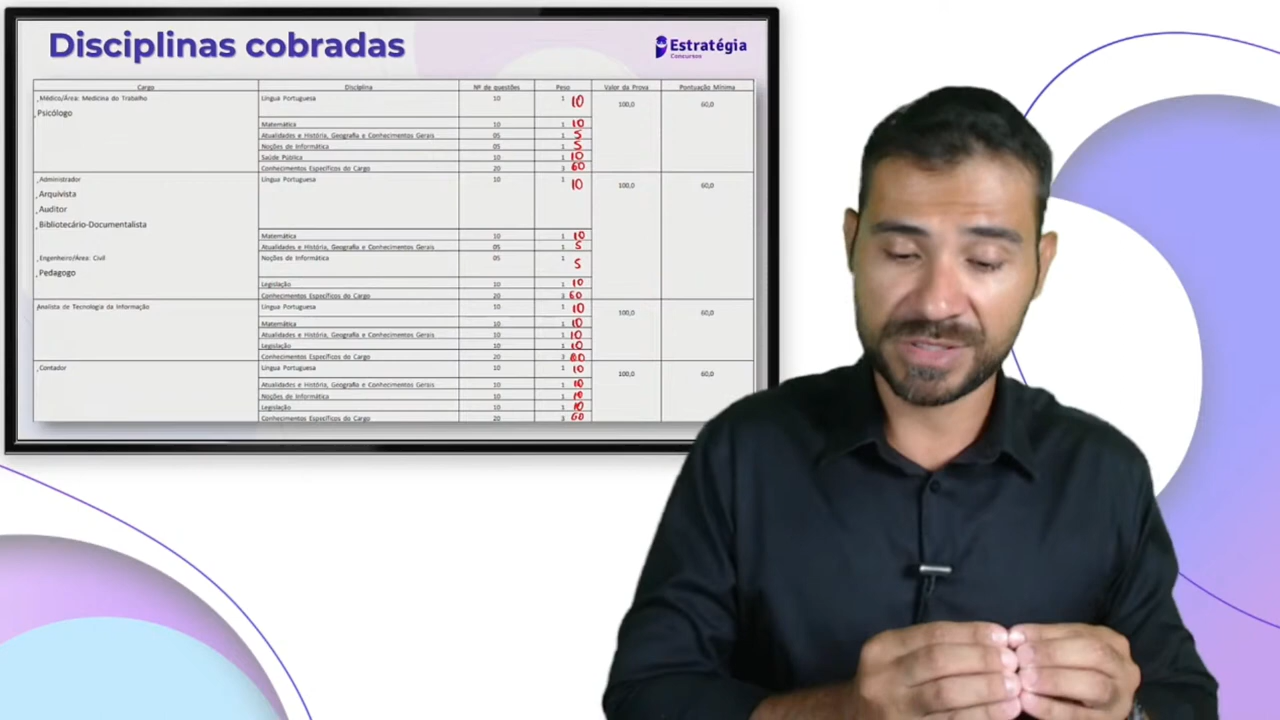 Disciplinas cobradas
Estratégia
Concursos
Cargo Disciplina Nº de questões Peso Valor da Prova Pontuação Mínima
Médico/Área: Medicina do Trabalho Língua Portuguesa 10 1 10 100,0 60,0
Psicólogo
Matemática 10 1 10
Atualidades e História, Geografia e Conhecimentos Gerais 05 1 5
Noções de Informática 05 1 5
Saúde Pública 10 1 10
Conhecimentos Específicos do Cargo 20 3 60
Administrador Língua Portuguesa 10 1 10 100,0 60,0
Arquivista
Auditor
Bibliotecário-Documentalista
Matemática 10 1 10
Atualidades e História, Geografia e Conhecimentos Gerais 05 1 5
Engenheiro/Área: Civil Noções de Informática 05 1 5
Pedagogo
Legislação 10 1 10
Conhecimentos Específicos do Cargo 20 3 60
Analista de Tecnologia da Informação Língua Portuguesa 10 1 10 100,0 60,0
Matemática 10 1 10
Atualidades e História, Geografia e Conhecimentos Gerais 10 1 10
Legislação 10 1 10
Conhecimentos Específicos do Cargo 20 3
Contador Língua Portuguesa 10 1 10 100,0 60,0
Atualidades e História, Geografia e Conhecimentos Gerais 10 1 10
Noções de Informática 10 1 10
Legislação 10 1 10
Conhecimentos Específicos do Cargo 20 3 60